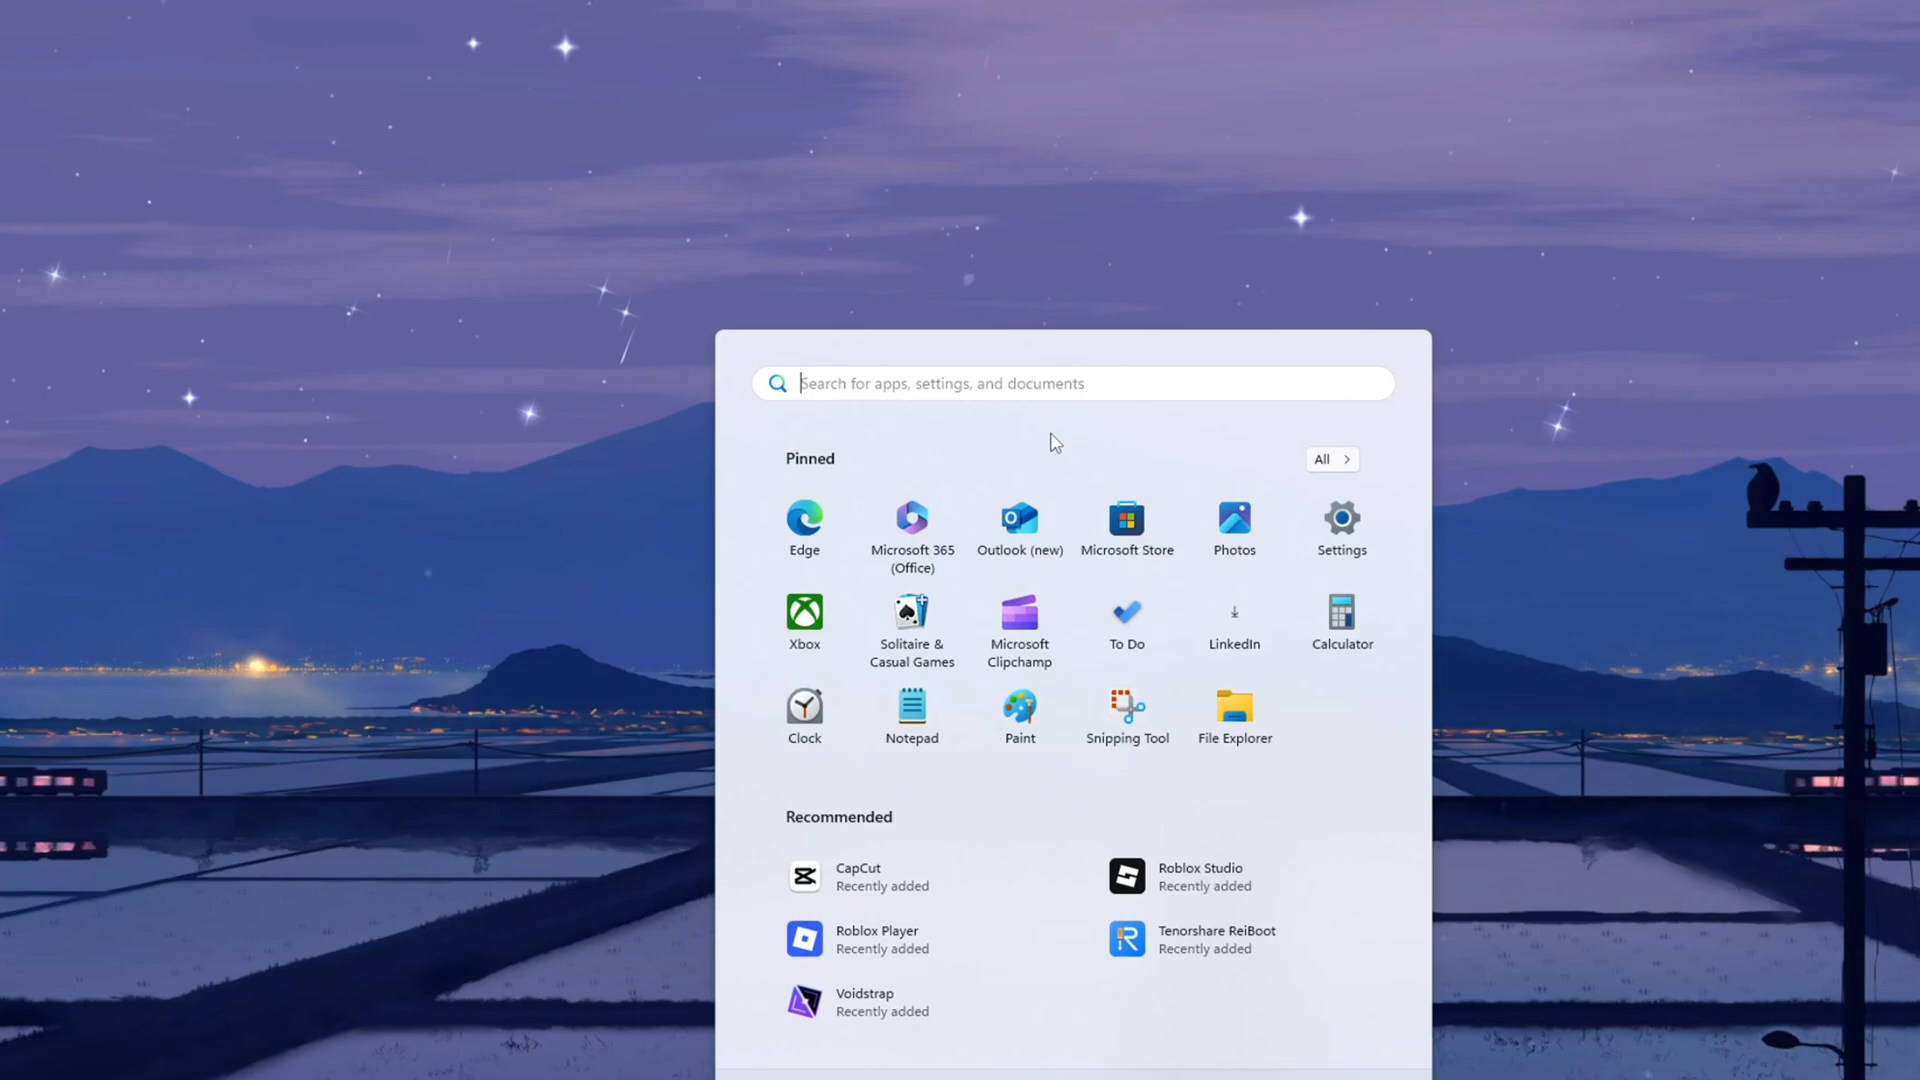 Search for apps, settings, and documents
Pinned
All
Edge
Microsoft 365
(Office)
Outlook (new)
Microsoft Store
Photos
Settings
Xbox
Solitaire &
Casual Games
Microsoft
Clipchamp
To Do
LinkedIn
Calculator
Clock
Notepad
Paint
Snipping Tool
File Explorer
Recommended
CapCut
Recently added
Roblox Studio
Recently added
Roblox Player
Recently added
Tenorshare ReiBoot
Recently added
Voidstrap
Recently added